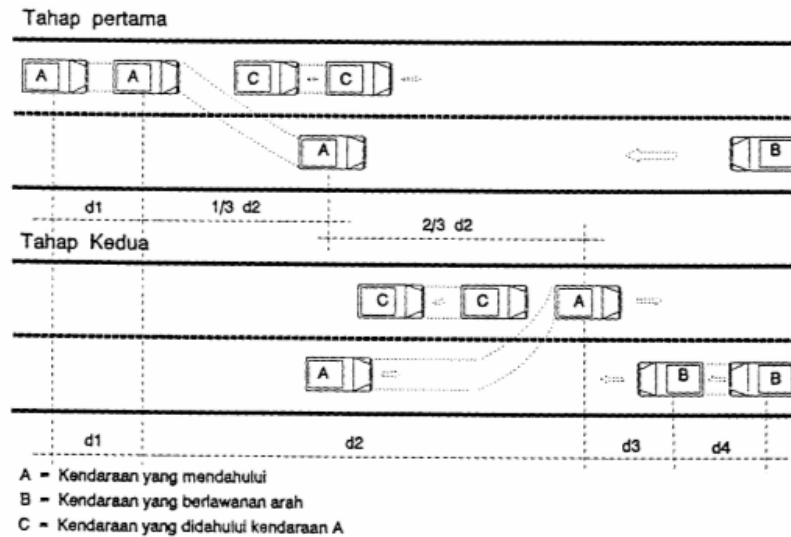 Tahap pertama
A A C C
A B
d1 1/3 d2
2/3 d2
Tahap Kedua
C C A
A B B
d1 d2 d3 d4
A = Kendaraan yang mendahului
B = Kendaraan yang berlawanan arah
C = Kendaraan yang didahului kendaraan A